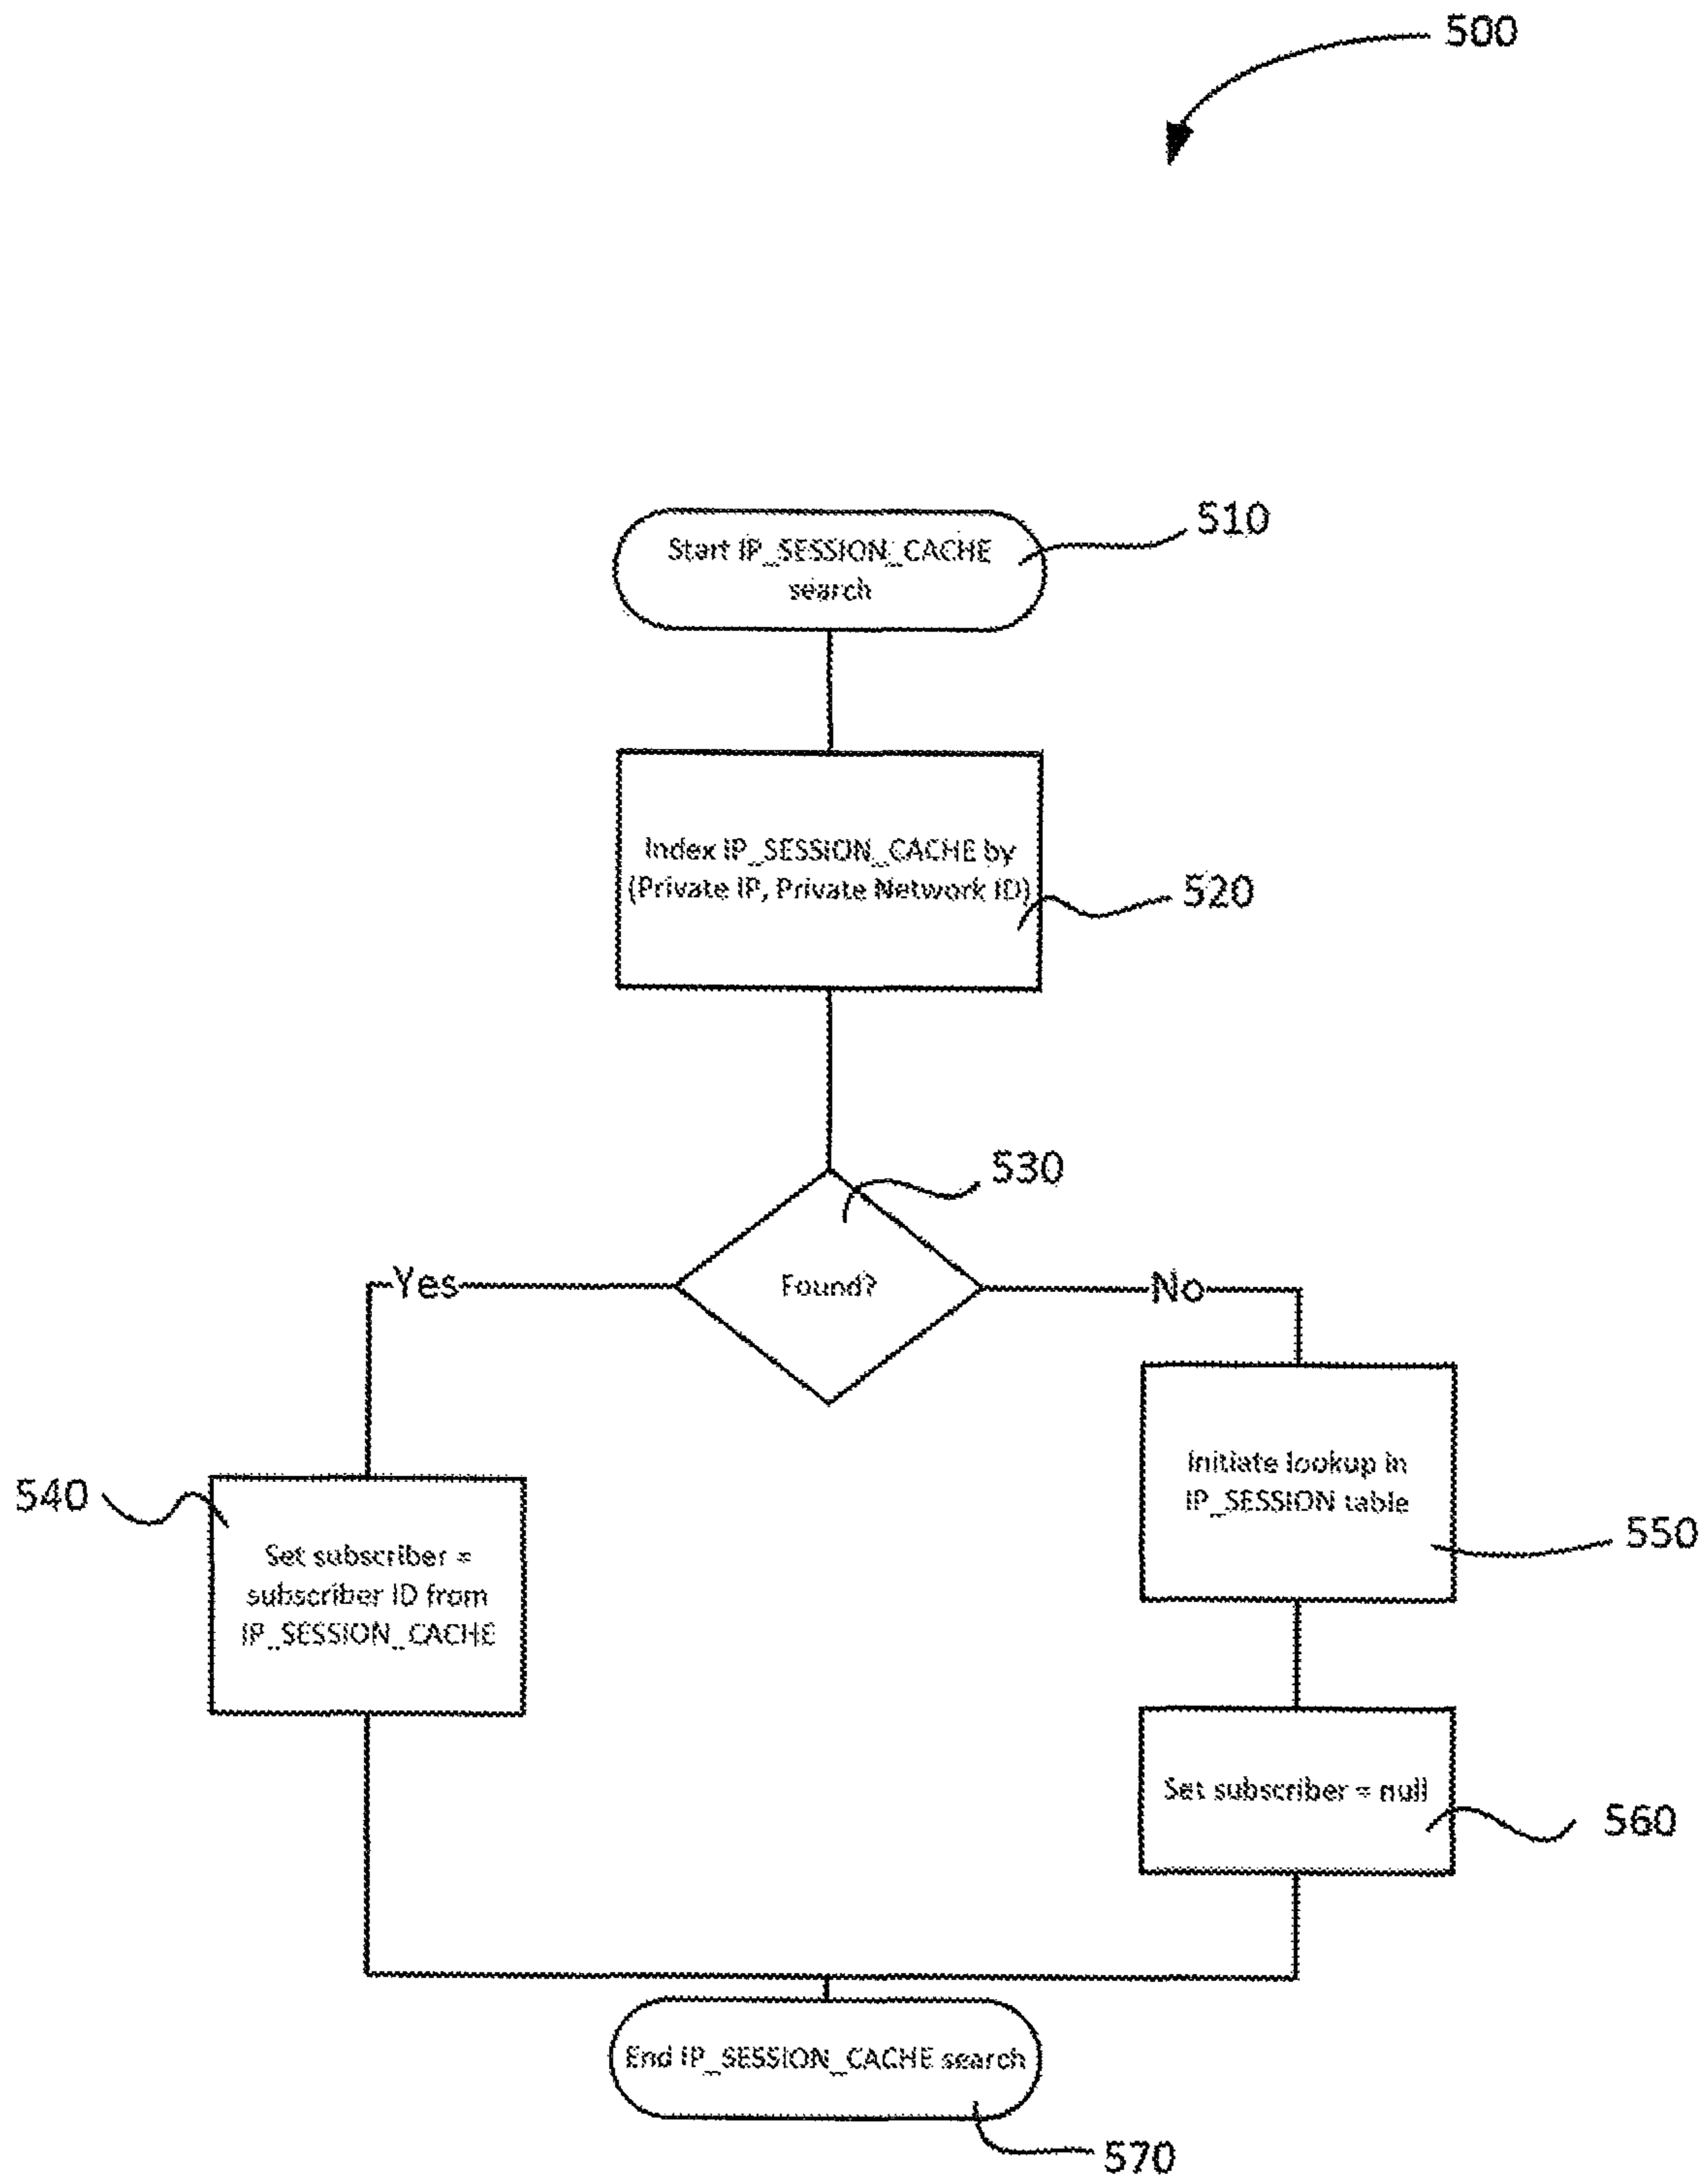 500
Start IP_SESSION_CACHE
search
510
Index IP_SESSION_CACHE by
(Private IP, Private Network ID)
520
530
Found?
Yes
No
540
Set subscriber =
subscriber ID from
IP_SESSION_CACHE
Initiate lookup in
IP_SESSION table
550
Set subscriber = null
560
End IP_SESSION_CACHE search
570